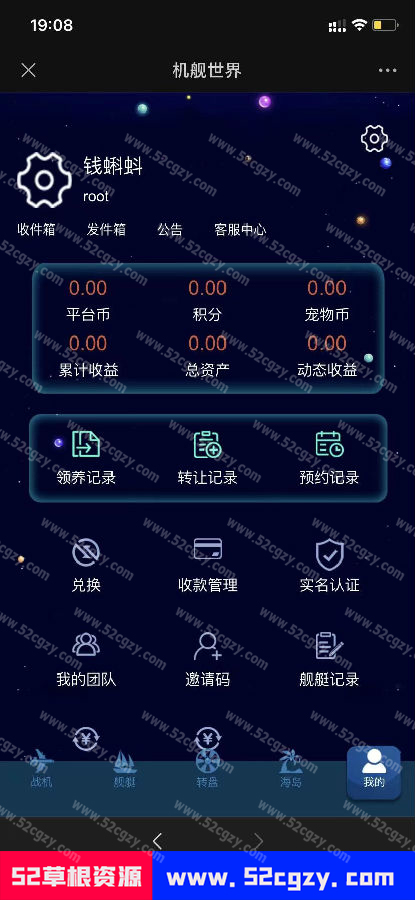 19:08
机舰世界
钱蝌蚪
root
收件箱 发件箱 公告 客服中心
0.00 0.00 0.00
平台币 积分 宠物币
0.00 0.00 0.00
累计收益 总资产 动态收益
领养记录 转让记录 预约记录
兑换 收款管理 实名认证
我的团队 邀请码 舰艇记录
战机 舰艇 转盘 海岛 我的
52草根资源 www.52cgzy.com
www.52cgzy.com